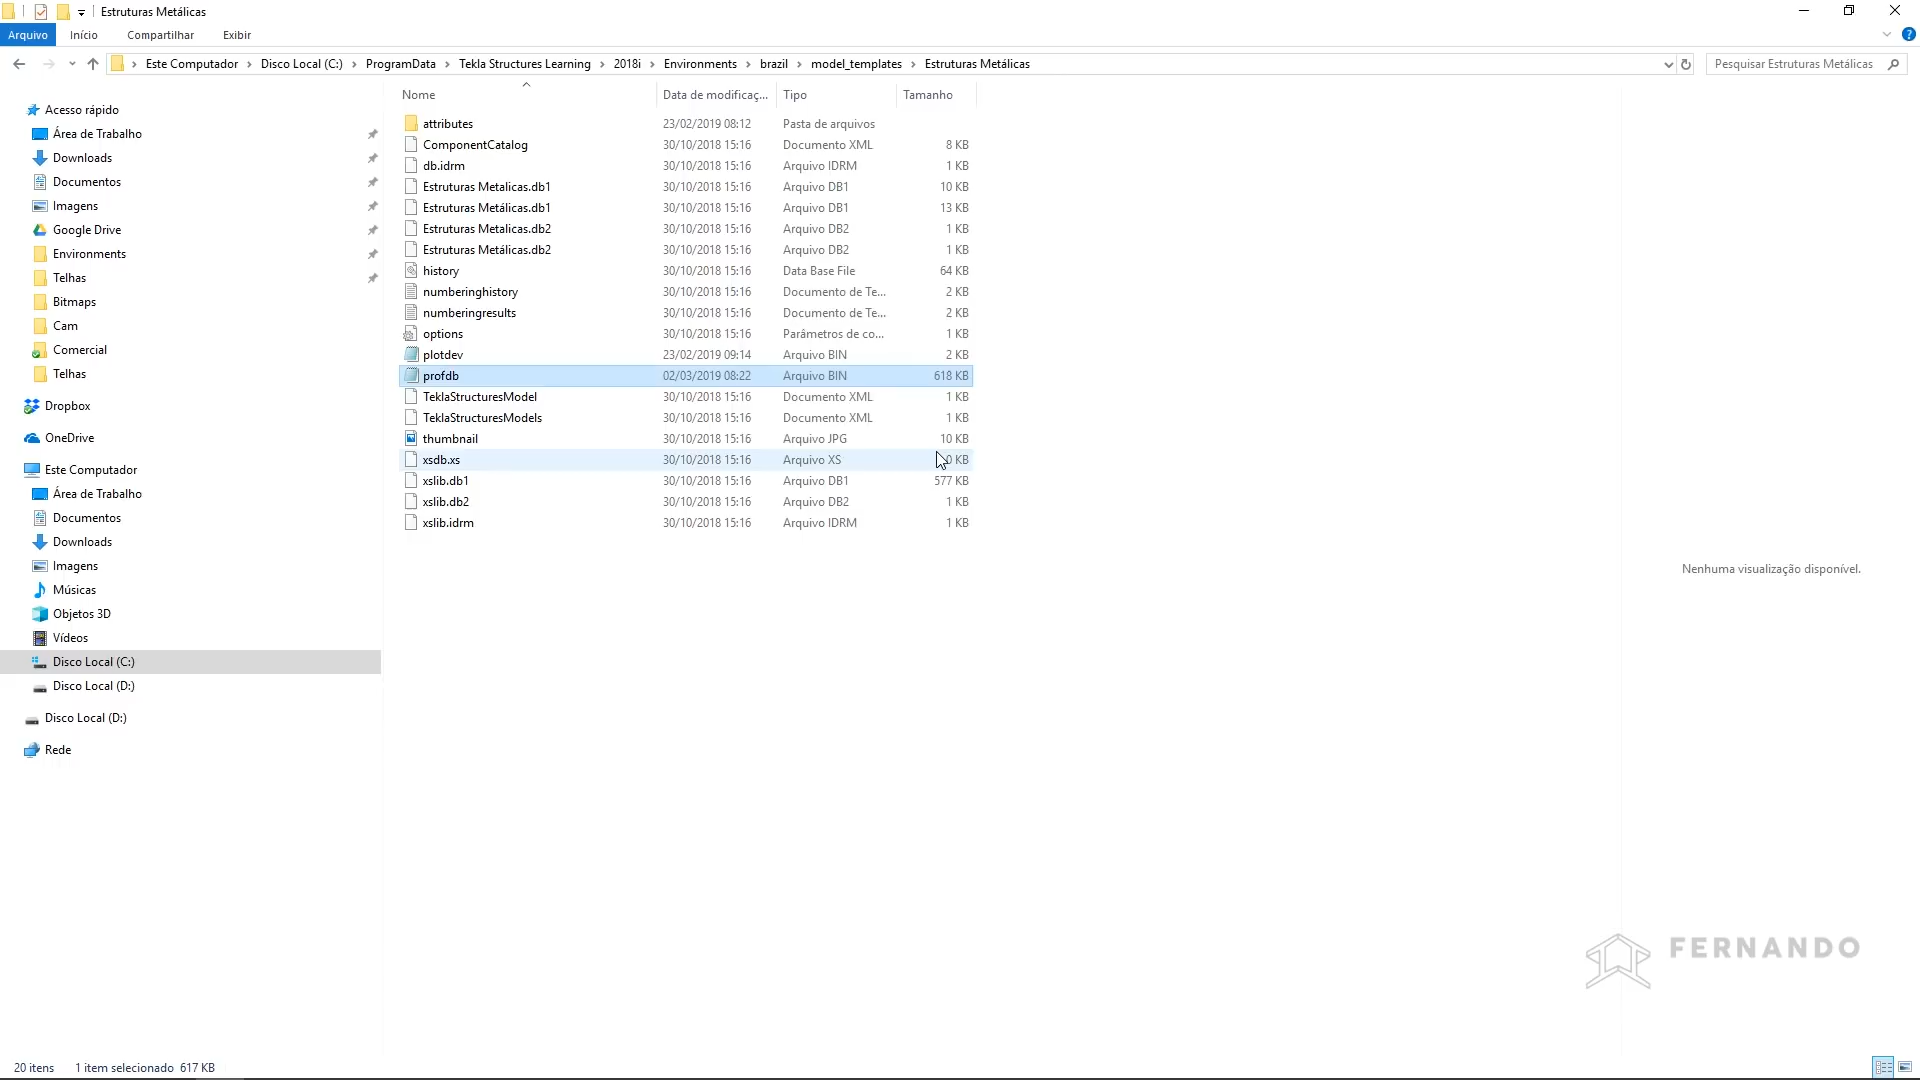 Estruturas Metálicas
Arquivo Início Compartilhar Exibir
Este Computador Disco Local (C:) ProgramData Tekla Structures Learning 2018i Environments brazil model_templates Estruturas Metálicas
Pesquisar Estruturas Metálicas
Nome Data de modificaç... Tipo Tamanho
attributes 23/02/2019 08:12 Pasta de arquivos
ComponentCatalog 30/10/2018 15:16 Documento XML 8 KB
db.idrm 30/10/2018 15:16 Arquivo IDRM 1 KB
Estruturas Metalicas.db1 30/10/2018 15:16 Arquivo DB1 10 KB
Estruturas Metálicas.db1 30/10/2018 15:16 Arquivo DB1 13 KB
Estruturas Metalicas.db2 30/10/2018 15:16 Arquivo DB2 1 KB
Estruturas Metálicas.db2 30/10/2018 15:16 Arquivo DB2 1 KB
history 30/10/2018 15:16 Data Base File 64 KB
numberinghistory 30/10/2018 15:16 Documento de Te... 2 KB
numberingresults 30/10/2018 15:16 Documento de Te... 2 KB
options 30/10/2018 15:16 Parâmetros de co... 1 KB
plotdev 23/02/2019 09:14 Arquivo BIN 2 KB
profdb 02/03/2019 08:22 Arquivo BIN 618 KB
TeklaStructuresModel 30/10/2018 15:16 Documento XML 1 KB
TeklaStructuresModels 30/10/2018 15:16 Documento XML 1 KB
thumbnail 30/10/2018 15:16 Arquivo JPG 10 KB
xsdb.xs 30/10/2018 15:16 Arquivo XS 0 KB
xslib.db1 30/10/2018 15:16 Arquivo DB1 577 KB
xslib.db2 30/10/2018 15:16 Arquivo DB2 1 KB
xslib.idrm 30/10/2018 15:16 Arquivo IDRM 1 KB
Acesso rápido
Área de Trabalho
Downloads
Documentos
Imagens
Google Drive
Environments
Telhas
Bitmaps
Cam
Comercial
Telhas
Dropbox
OneDrive
Este Computador
Área de Trabalho
Documentos
Downloads
Imagens
Músicas
Objetos 3D
Vídeos
Disco Local (C:)
Disco Local (D:)
Disco Local (D:)
Rede
Nenhuma visualização disponível.
FERNANDO
20 itens 1 item selecionado 617 KB